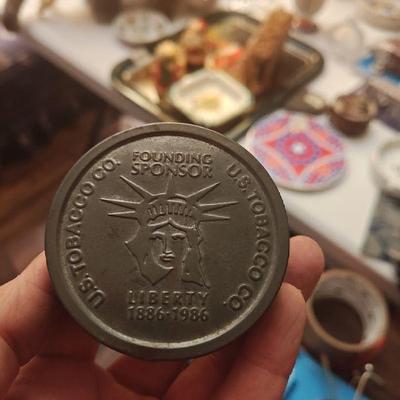 FOUNDING
SPONSOR
U.S. TOBACCO CO.
U.S. TOBACCO CO.
LIBERTY
1886-1986